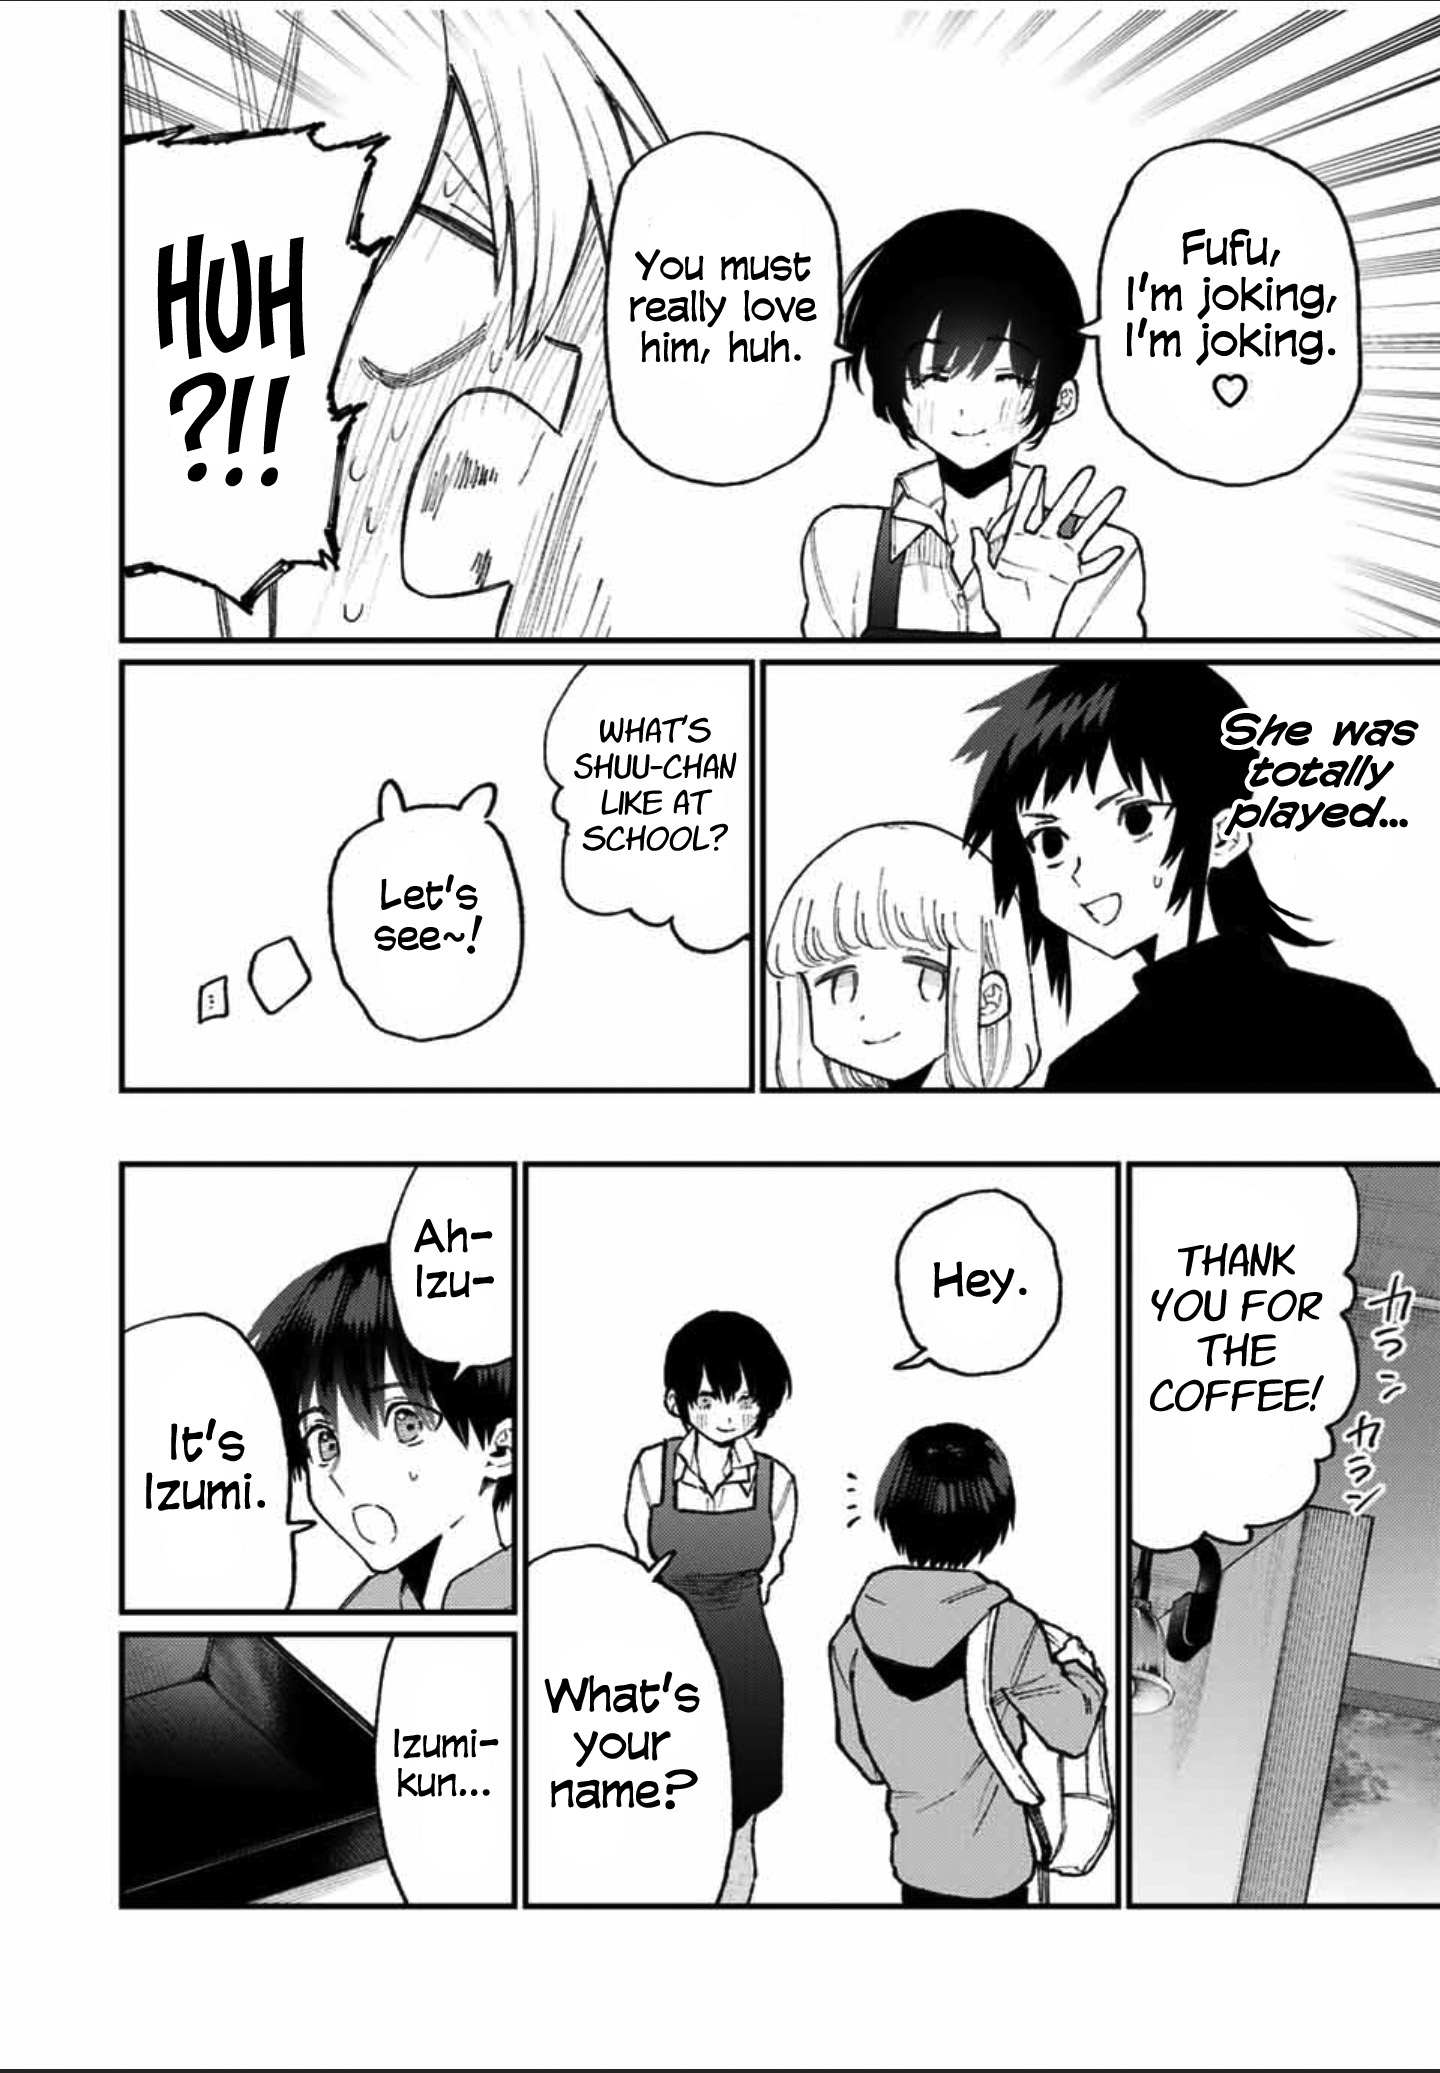 Fufu,
I'm joking,
I'm joking.
♡
You must
really love
him, huh.
HUH
?!!
She was
totally
played...
WHAT'S
SHUU-CHAN
LIKE AT
SCHOOL?
Let's
see~!
...
THANK
YOU FOR
THE
COFFEE!
カラン
カラン
Hey.
What's
your
name?
Ah-
Izu-
It's
Izumi.
Izumi-
kun...